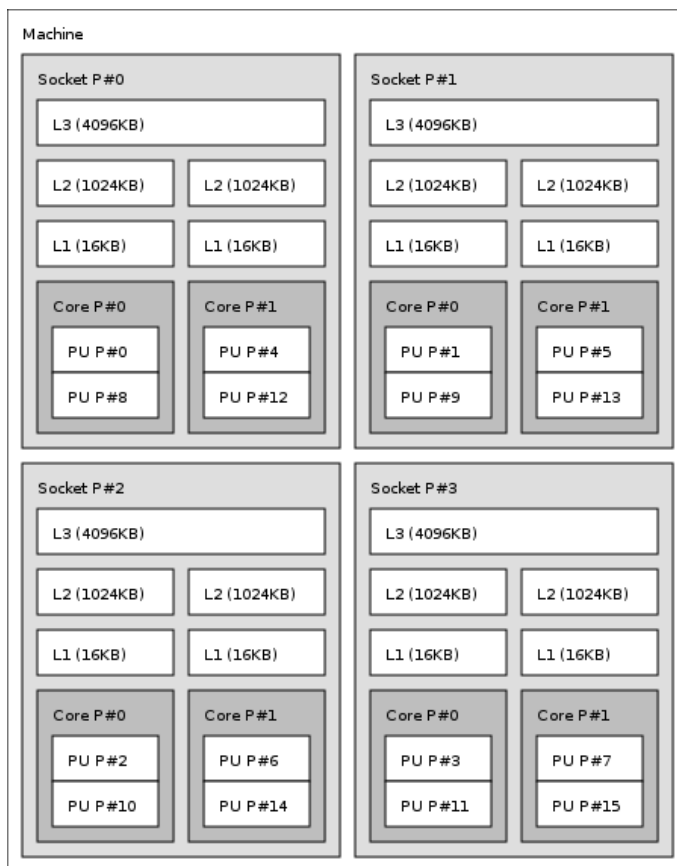 Machine
Socket P#0
L3 (4096KB)
L2 (1024KB) L2 (1024KB)
L1 (16KB) L1 (16KB)
Core P#0 Core P#1
PU P#0 PU P#4
PU P#8 PU P#12
Socket P#1
L3 (4096KB)
L2 (1024KB) L2 (1024KB)
L1 (16KB) L1 (16KB)
Core P#0 Core P#1
PU P#1 PU P#5
PU P#9 PU P#13
Socket P#2
L3 (4096KB)
L2 (1024KB) L2 (1024KB)
L1 (16KB) L1 (16KB)
Core P#0 Core P#1
PU P#2 PU P#6
PU P#10 PU P#14
Socket P#3
L3 (4096KB)
L2 (1024KB) L2 (1024KB)
L1 (16KB) L1 (16KB)
Core P#0 Core P#1
PU P#3 PU P#7
PU P#11 PU P#15